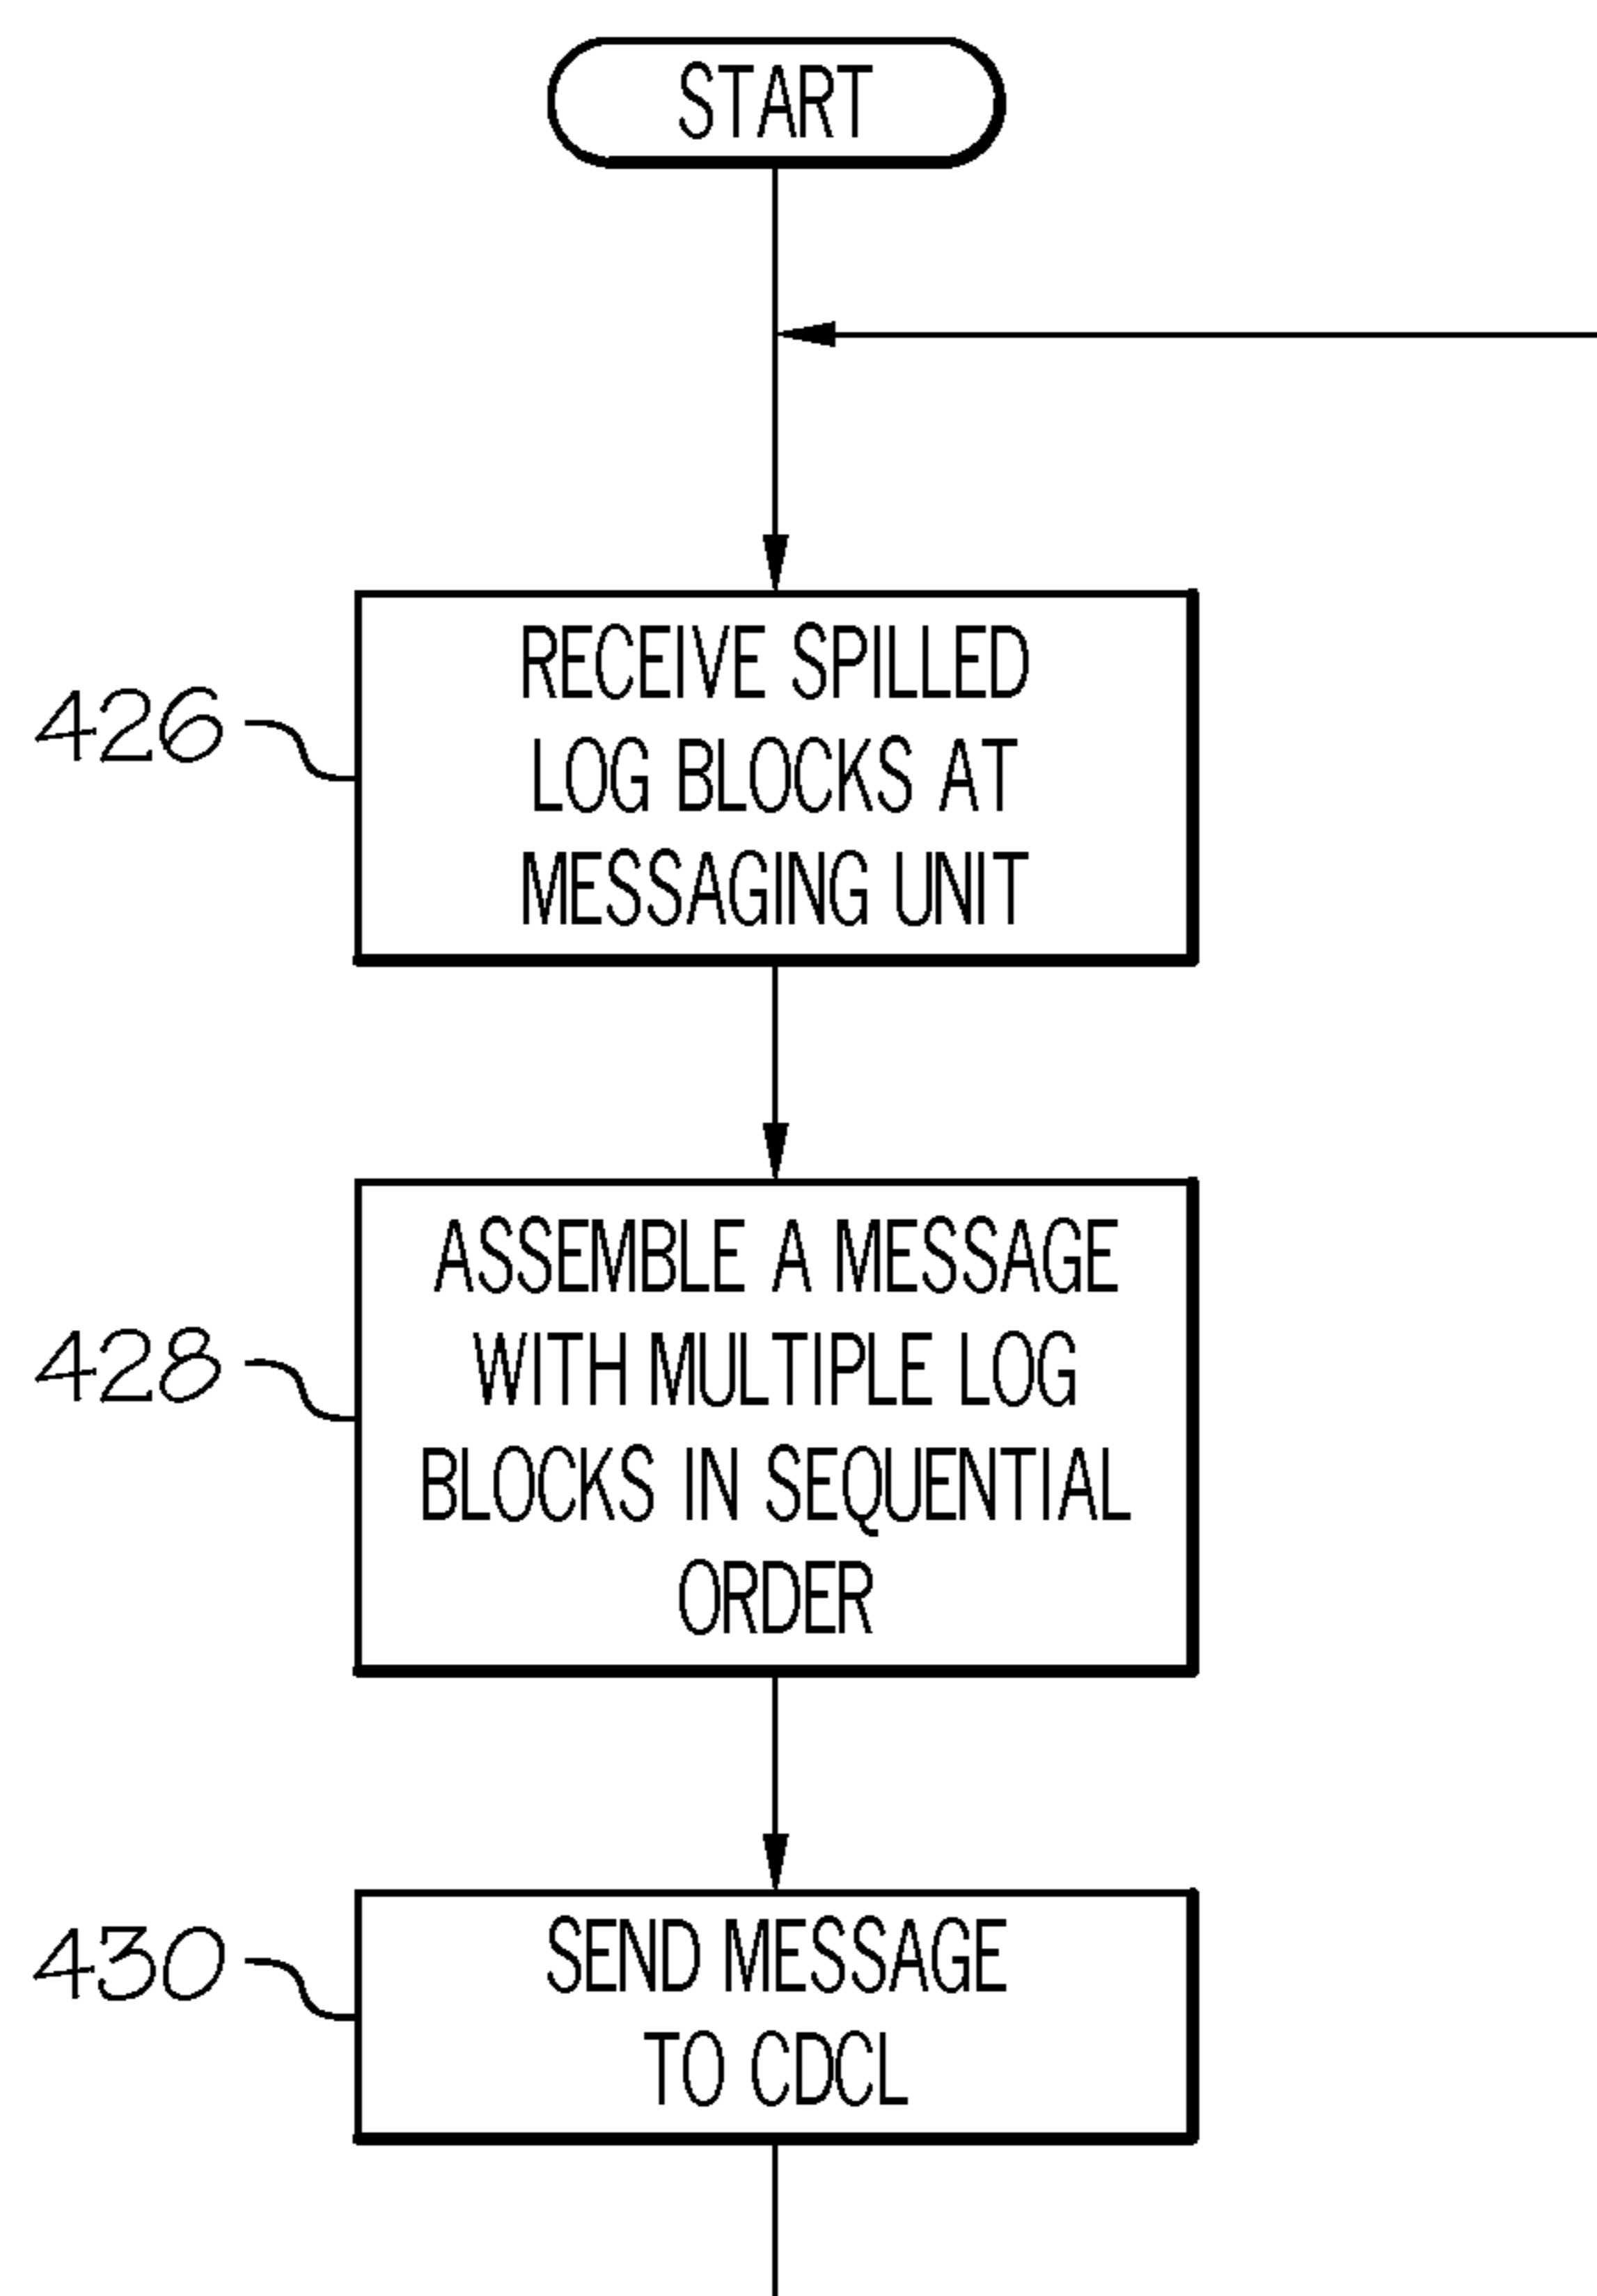 START
RECEIVE SPILLED
LOG BLOCKS AT
MESSAGING UNIT
426
ASSEMBLE A MESSAGE
WITH MULTIPLE LOG
BLOCKS IN SEQUENTIAL
ORDER
428
SEND MESSAGE
TO CDCL
430